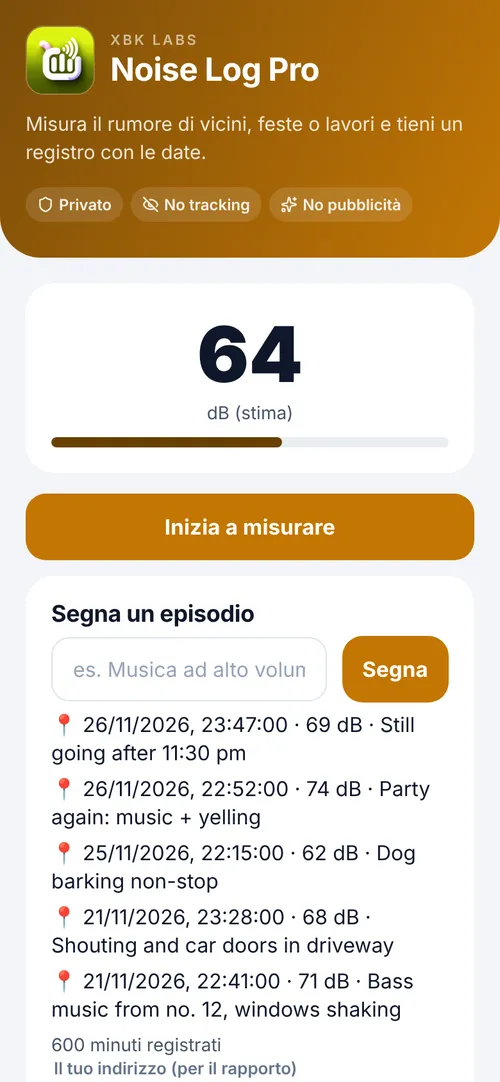 XBK LABS
Noise Log Pro
Misura il rumore di vicini, feste o lavori e tieni un
registro con le date.
Privato
No tracking
No pubblicità
64
dB (stima)
Inizia a misurare
Segna un episodio
es. Musica ad alto volum
Segna
📍 26/11/2026, 23:47:00 · 69 dB · Still
going after 11:30 pm
📍 26/11/2026, 22:52:00 · 74 dB · Party
again: music + yelling
📍 25/11/2026, 22:15:00 · 62 dB · Dog
barking non-stop
📍 21/11/2026, 23:28:00 · 68 dB ·
Shouting and car doors in driveway
📍 21/11/2026, 22:41:00 · 71 dB · Bass
music from no. 12, windows shaking
600 minuti registrati
Il tuo indirizzo (per il rapporto)